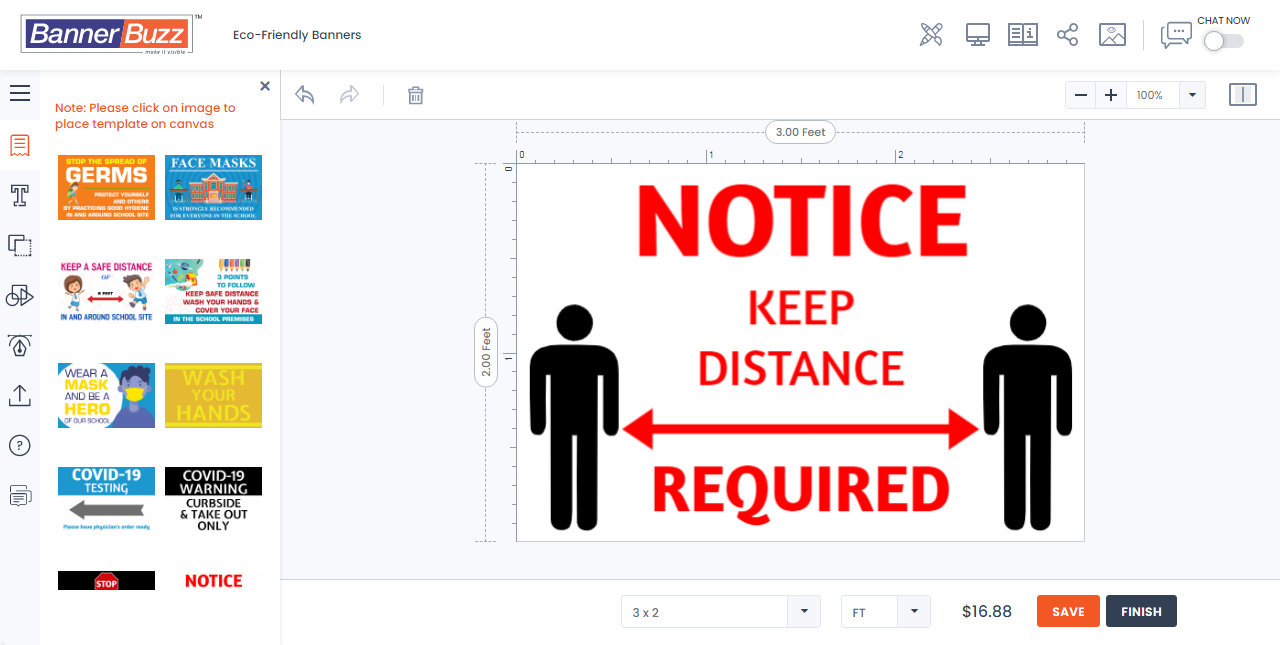 BannerBuzz™
make it visible
Eco-Friendly Banners
CHAT NOW
Note: Please click on image to
place template on canvas
STOP THE SPREAD OF
GERMS
PROTECT YOURSELF
AND OTHERS
BY PRACTICING GOOD HYGIENE
IN AND AROUND SCHOOL SITE
FACE MASKS
IS STRONGLY RECOMMENDED
FOR EVERYONE IN THE SCHOOL
KEEP A SAFE DISTANCE
6 FEET
IN AND AROUND SCHOOL SITE
3 POINTS
TO FOLLOW
KEEP SAFE DISTANCE
WASH YOUR HANDS &
COVER YOUR FACE
IN THE SCHOOL PREMISES
WEAR A
MASK
AND BE A
HERO
OF OUR SCHOOL
WASH
YOUR
HANDS
COVID-19
TESTING
Please have physician's order ready
COVID-19
WARNING
CURBSIDE
& TAKE OUT
ONLY
STOP
NOTICE
100%
3.00 Feet
0 1 2
2.00 Feet
0
1
NOTICE
KEEP
DISTANCE
REQUIRED
3 x 2
FT
$16.88
SAVE
FINISH